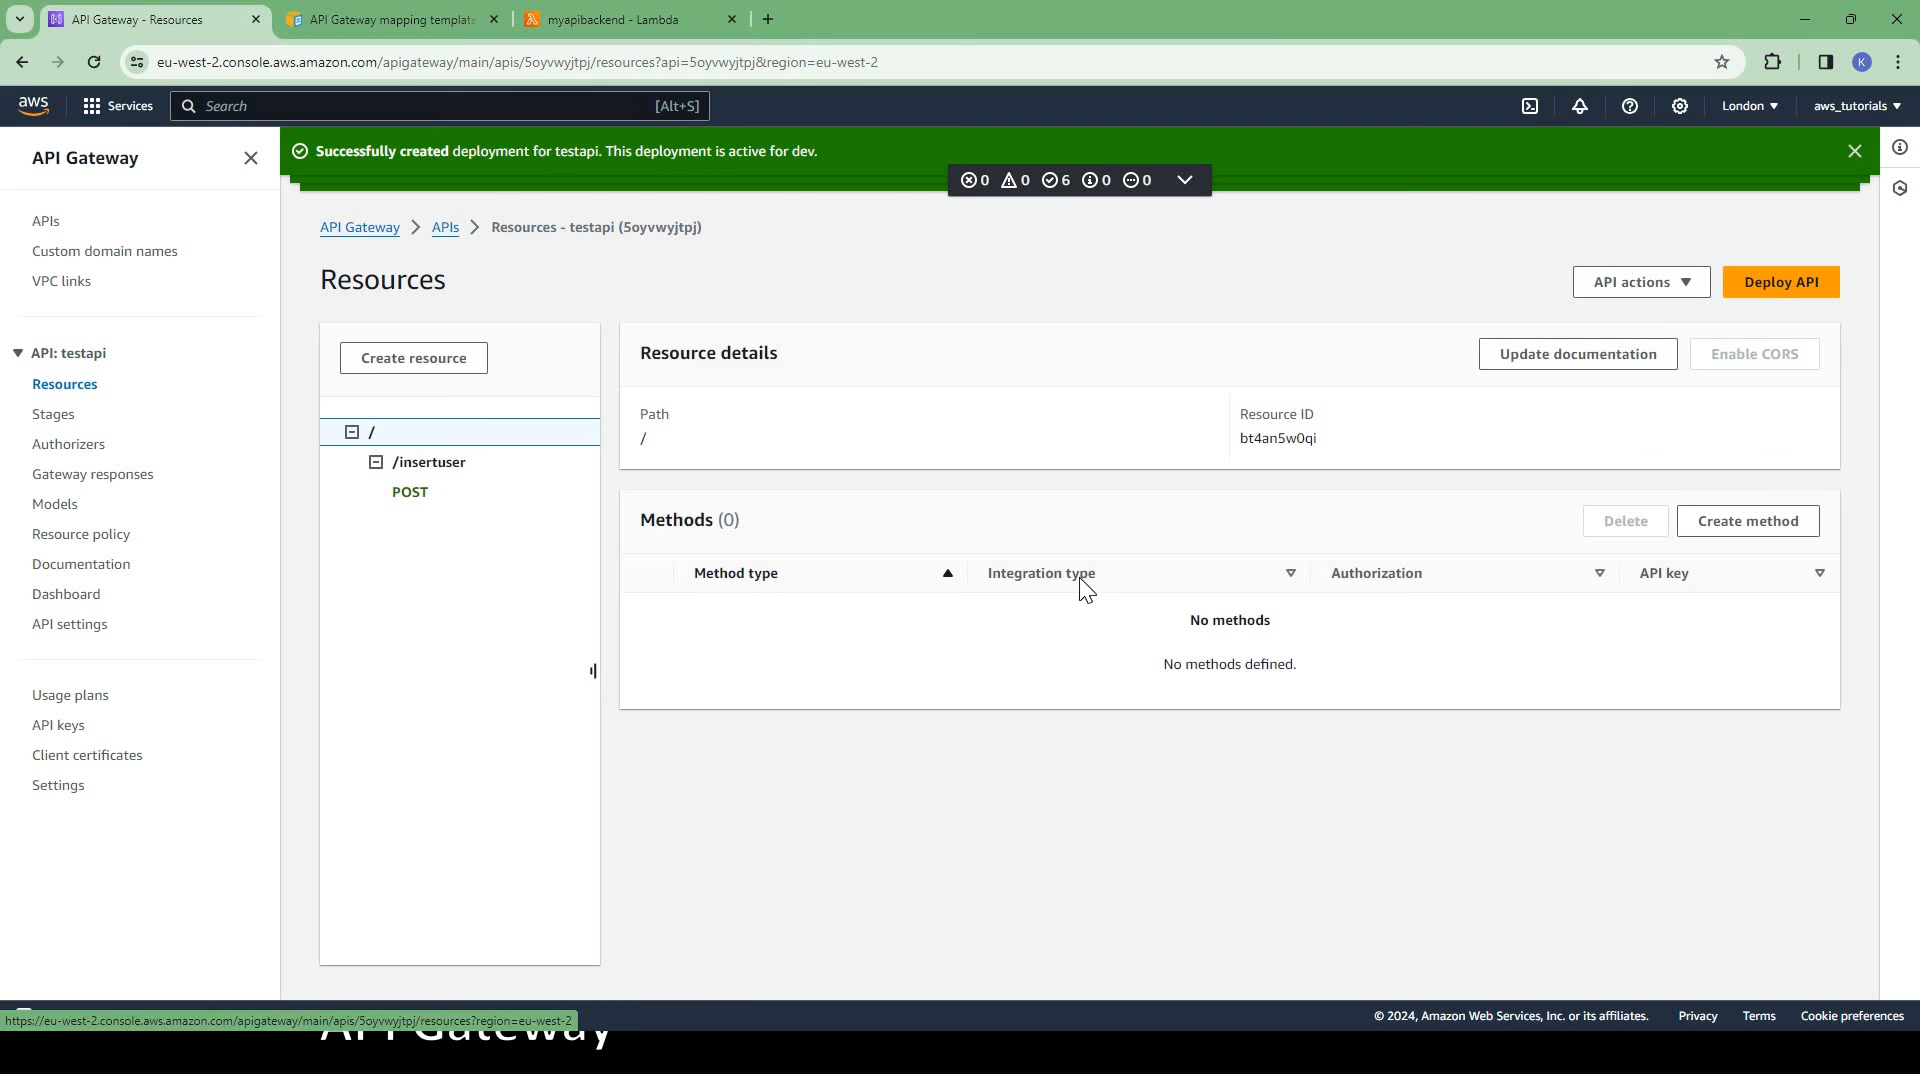 API Gateway - Resources
API Gateway mapping template
myapibackend - Lambda
eu-west-2.console.aws.amazon.com/apigateway/main/apis/5oyvwyjtpj/resources?api=5oyvwyjtpj&region=eu-west-2
K
aws
Services
Search
[Alt+S]
London
aws_tutorials
API Gateway
Successfully created deployment for testapi. This deployment is active for dev.
0 0 6 0 0
APIs
Custom domain names
VPC links
API: testapi
Resources
Stages
Authorizers
Gateway responses
Models
Resource policy
Documentation
Dashboard
API settings
Usage plans
API keys
Client certificates
Settings
API Gateway > APIs > Resources - testapi (5oyvwyjtpj)
Resources
API actions
Deploy API
Create resource
/
/insertuser
POST
Resource details
Update documentation
Enable CORS
Path
/
Resource ID
bt4an5w0qi
Methods (0)
Delete
Create method
Method type
Integration type
Authorization
API key
No methods
No methods defined.
© 2024, Amazon Web Services, Inc. or its affiliates.
Privacy
Terms
Cookie preferences
https://eu-west-2.console.aws.amazon.com/apigateway/main/apis/5oyvwyjtpj/resources?region=eu-west-2
API Gateway